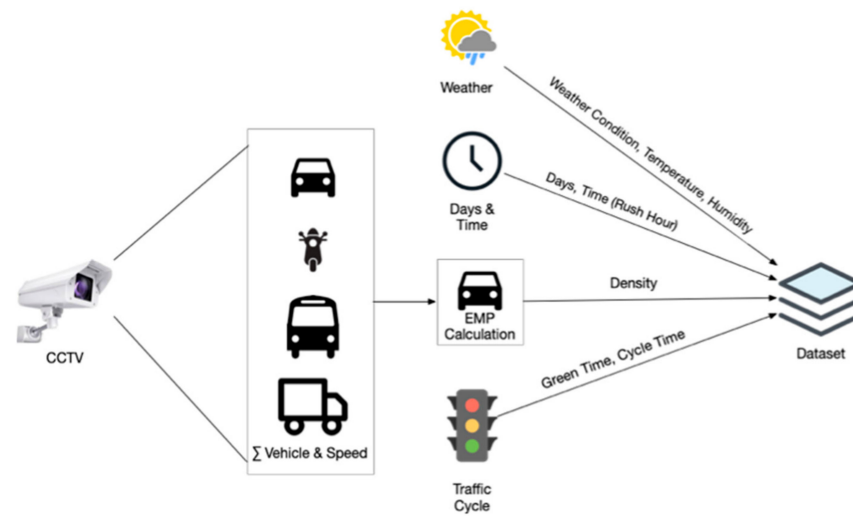 Weather
Weather Condition, Temperature, Humidity
Days &
Time
Days, Time (Rush Hour)
EMP
Calculation
Density
Dataset
CCTV
∑ Vehicle & Speed
Green Time, Cycle Time
Traffic
Cycle